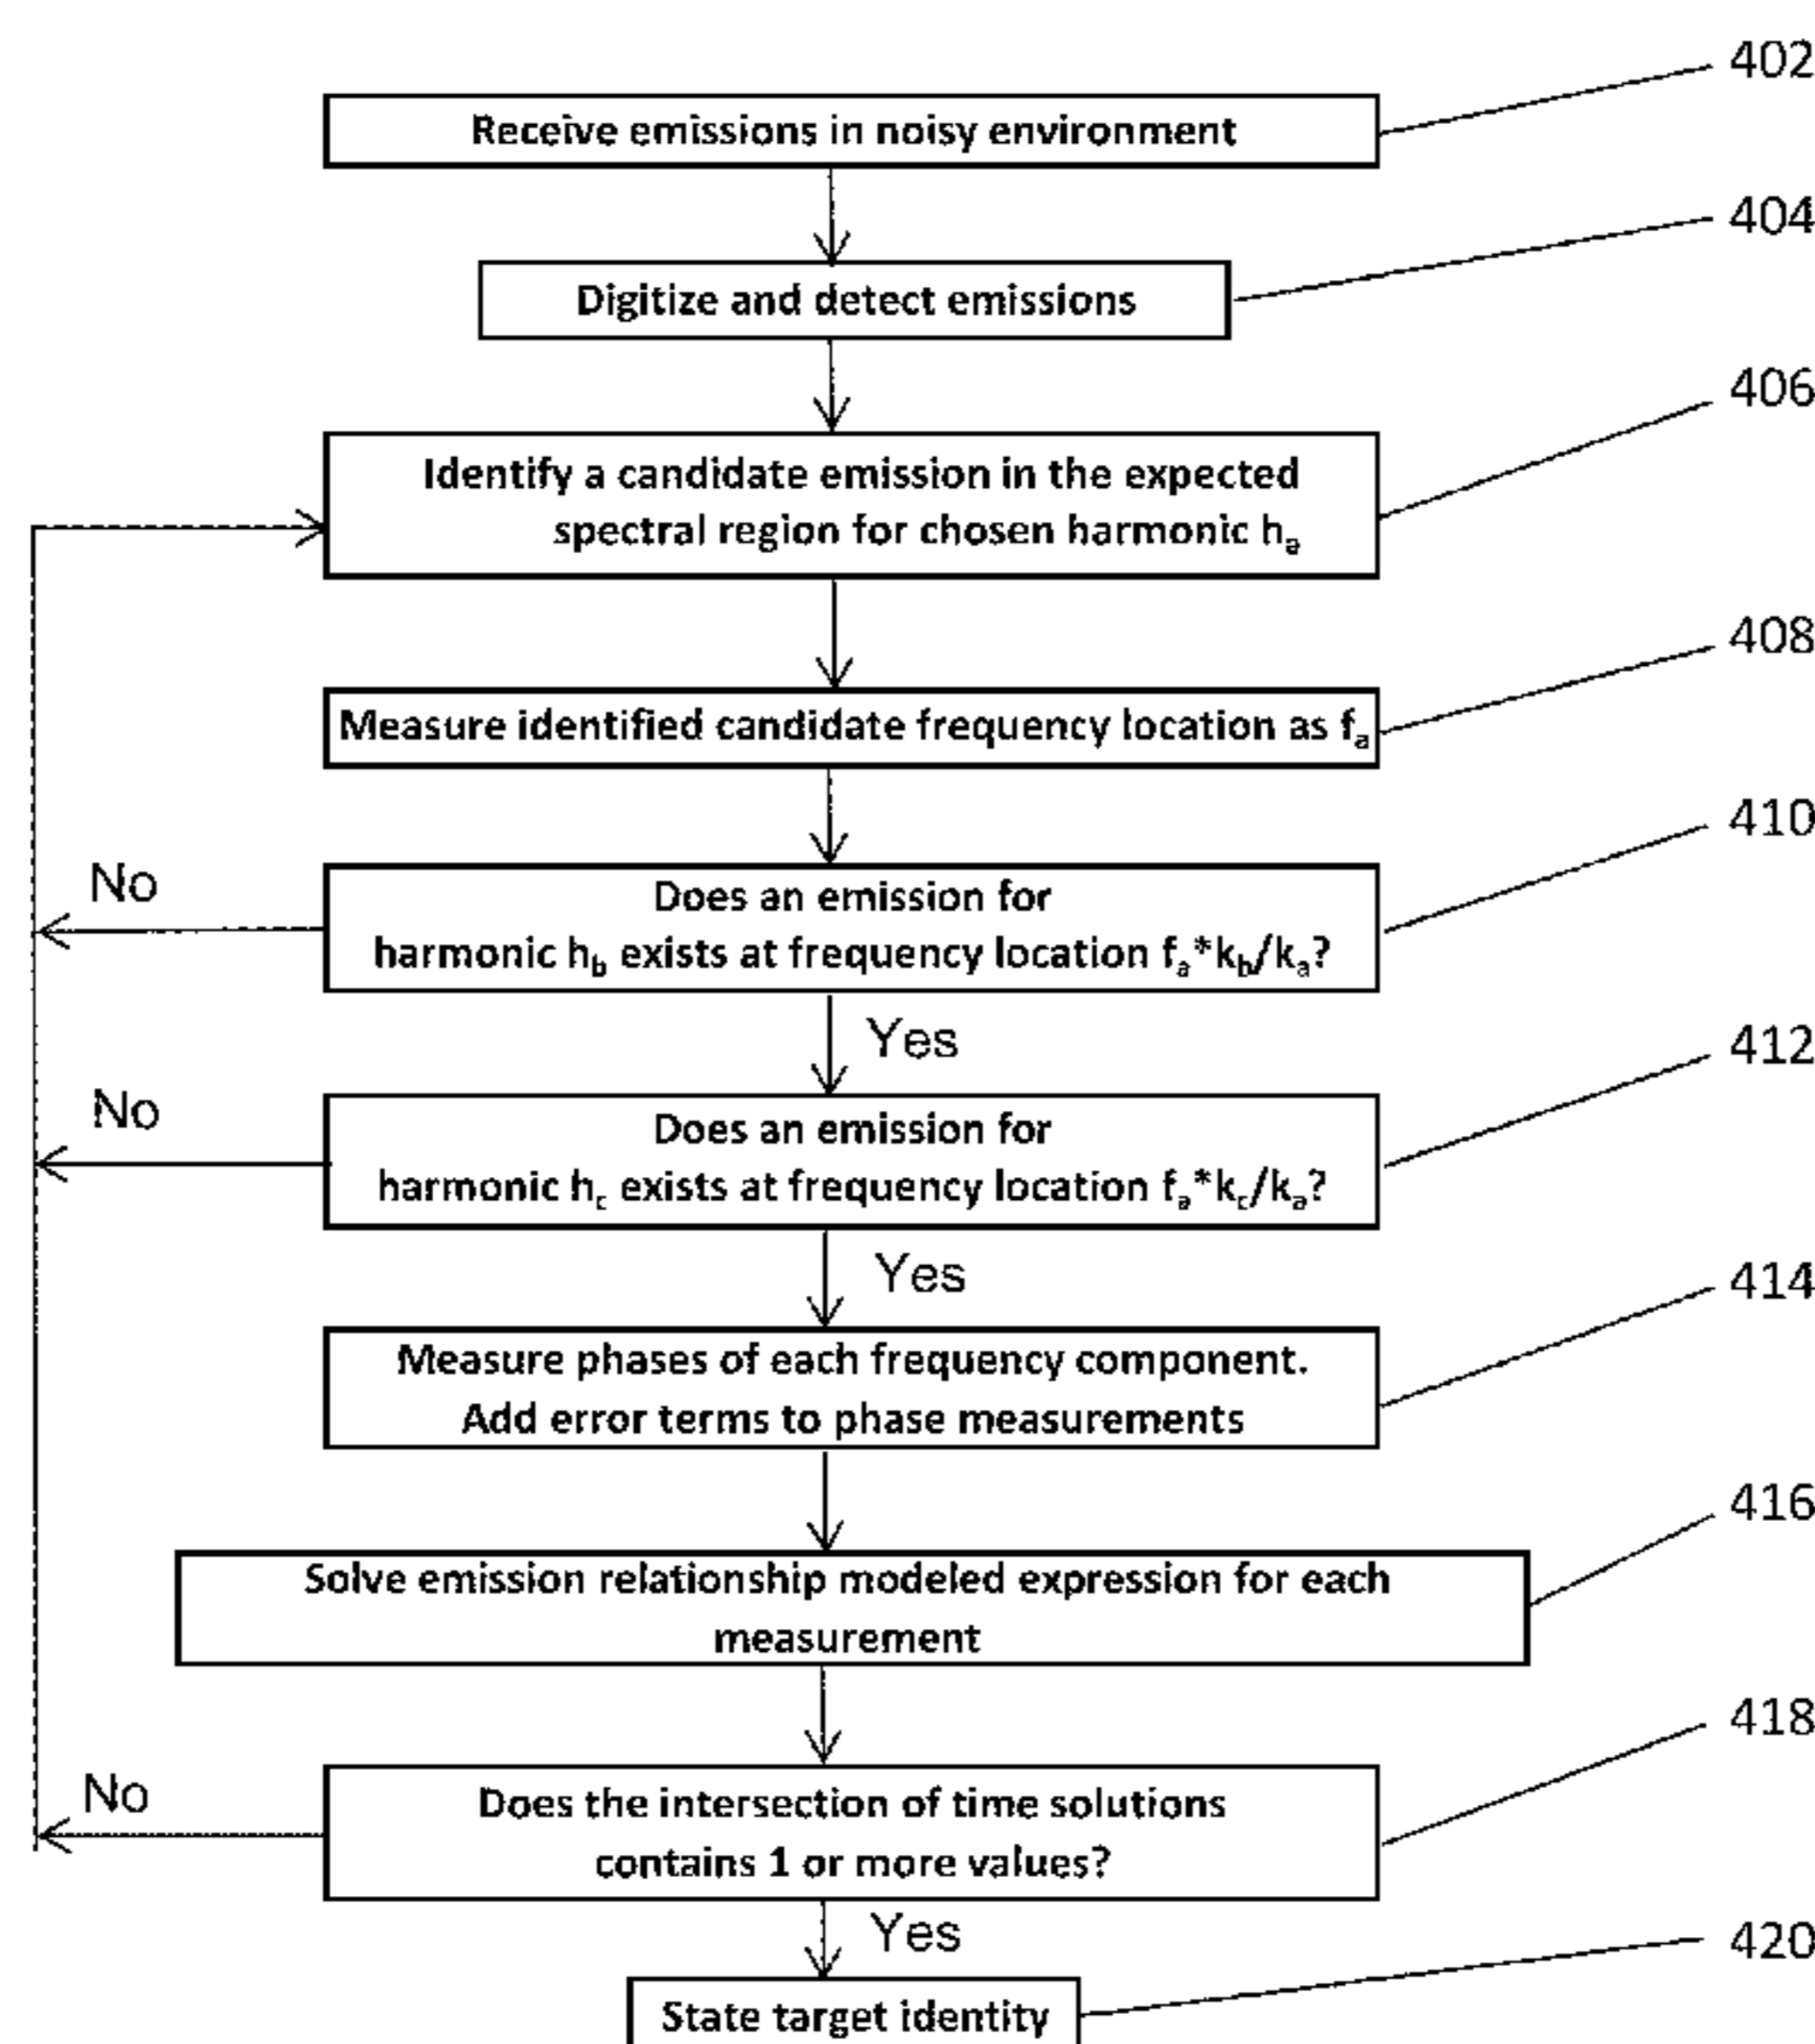 402
Receive emissions in noisy environment
404
Digitize and detect emissions
406
Identify a candidate emission in the expected
spectral region for chosen harmonic hₐ
408
Measure identified candidate frequency location as fₐ
410
No
Does an emission for
harmonic h_b exists at frequency location fₐ*k_b/kₐ?
Yes
412
No
Does an emission for
harmonic h_c exists at frequency location fₐ*k_c/kₐ?
Yes
414
Measure phases of each frequency component.
Add error terms to phase measurements
416
Solve emission relationship modeled expression for each
measurement
418
No
Does the intersection of time solutions
contains 1 or more values?
Yes
420
State target identity